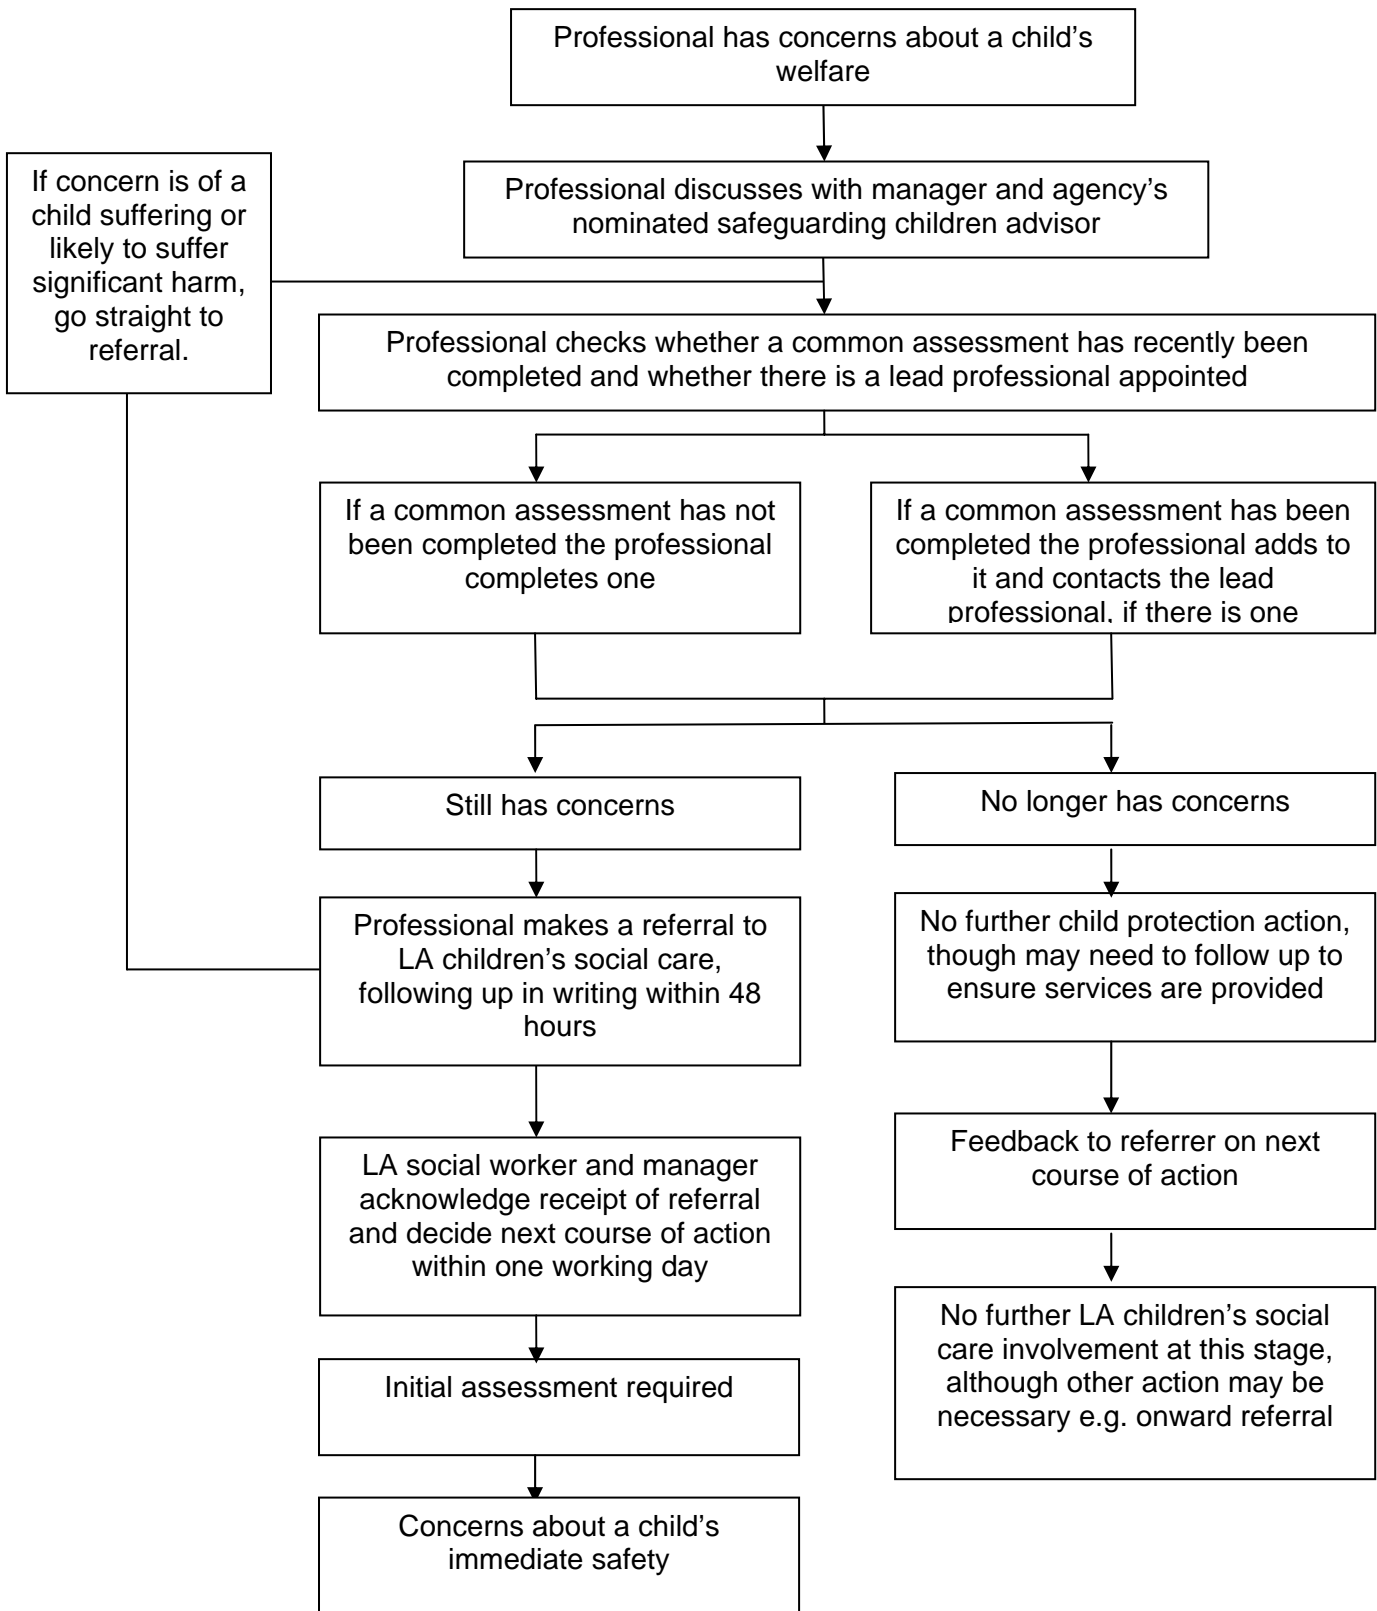 Professional has concerns about a child’s
welfare
If concern is of a
child suffering or
likely to suffer
significant harm,
go straight to
referral.
Professional discusses with manager and agency’s
nominated safeguarding children advisor
Professional checks whether a common assessment has recently been
completed and whether there is a lead professional appointed
If a common assessment has not
been completed the professional
completes one
If a common assessment has been
completed the professional adds to
it and contacts the lead
professional, if there is one
Still has concerns
No longer has concerns
Professional makes a referral to
LA children’s social care,
following up in writing within 48
hours
No further child protection action,
though may need to follow up to
ensure services are provided
LA social worker and manager
acknowledge receipt of referral
and decide next course of action
within one working day
Feedback to referrer on next
course of action
Initial assessment required
No further LA children’s social
care involvement at this stage,
although other action may be
necessary e.g. onward referral
Concerns about a child’s
immediate safety